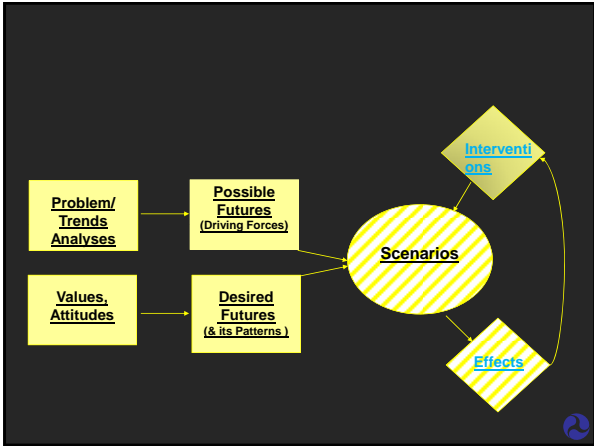 Problem/
Trends
Analyses
Possible
Futures
(Driving Forces)
Values,
Attitudes
Desired
Futures
(& its Patterns )
Scenarios
Interventi
ons
Effects